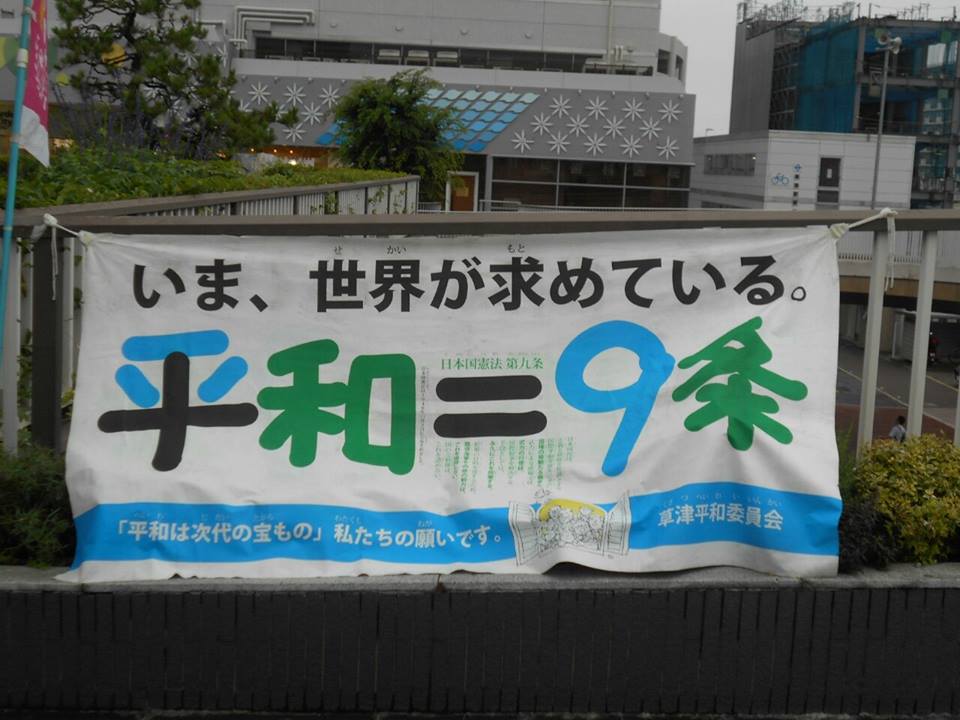 いま、世界が求めている。
平和=9条
日本国憲法 第九条
「平和は次代の宝もの」私たちの願いです。
草津平和委員会